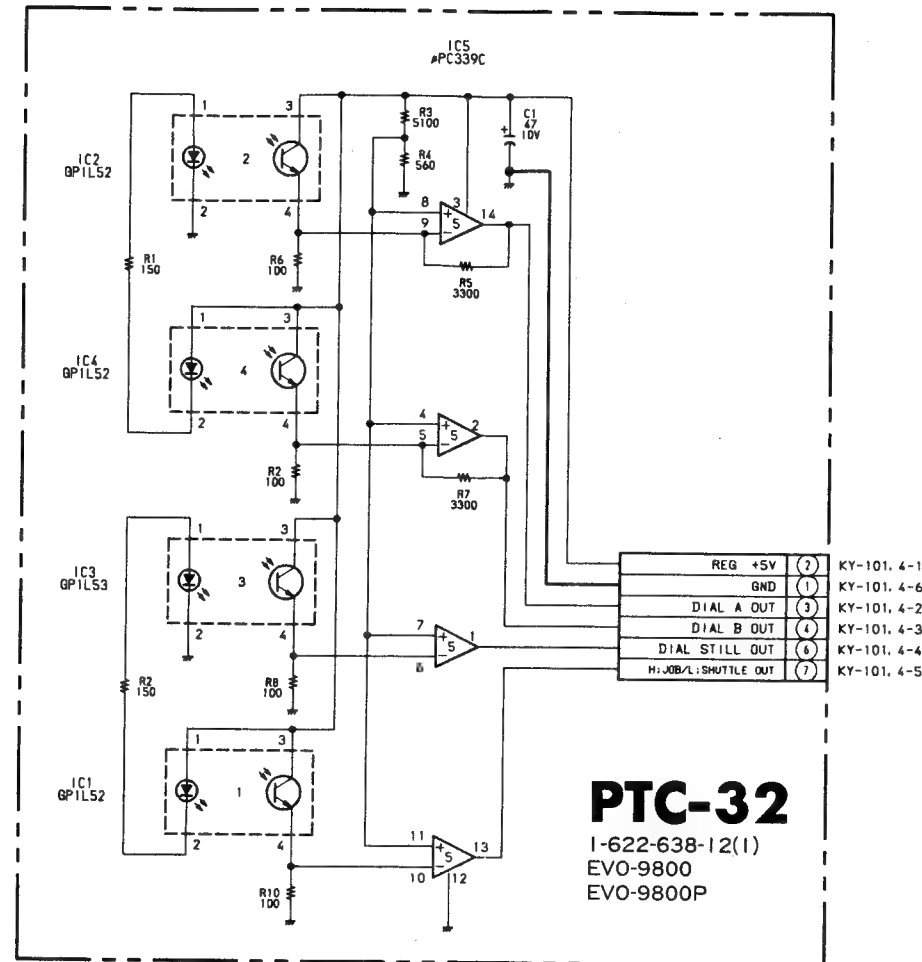 IC5
μPC339C
1
3
IC2
GP1L52
2
2
4
R1
150
R6
100
R3
5100
R4
560
C1
47
10V
8
9
3
5
14
R5
3300
1
3
IC4
GP1L52
4
2
4
R2
100
4
5
5
2
R7
3300
1
3
IC3
GP1L53
3
2
4
R2
150
R8
100
7
5
1
1
3
IC1
GP1L52
1
2
4
R10
100
11
10
5
12
13
REG +5V 2 KY-101. 4-1
GND 1 KY-101. 4-6
DIAL A OUT 3 KY-101. 4-2
DIAL B OUT 4 KY-101. 4-3
DIAL STILL OUT 6 KY-101. 4-4
H:JOB/L:SHUTTLE OUT 7 KY-101. 4-5
PTC-32
1-622-638-12(1)
EVO-9800
EVO-9800P